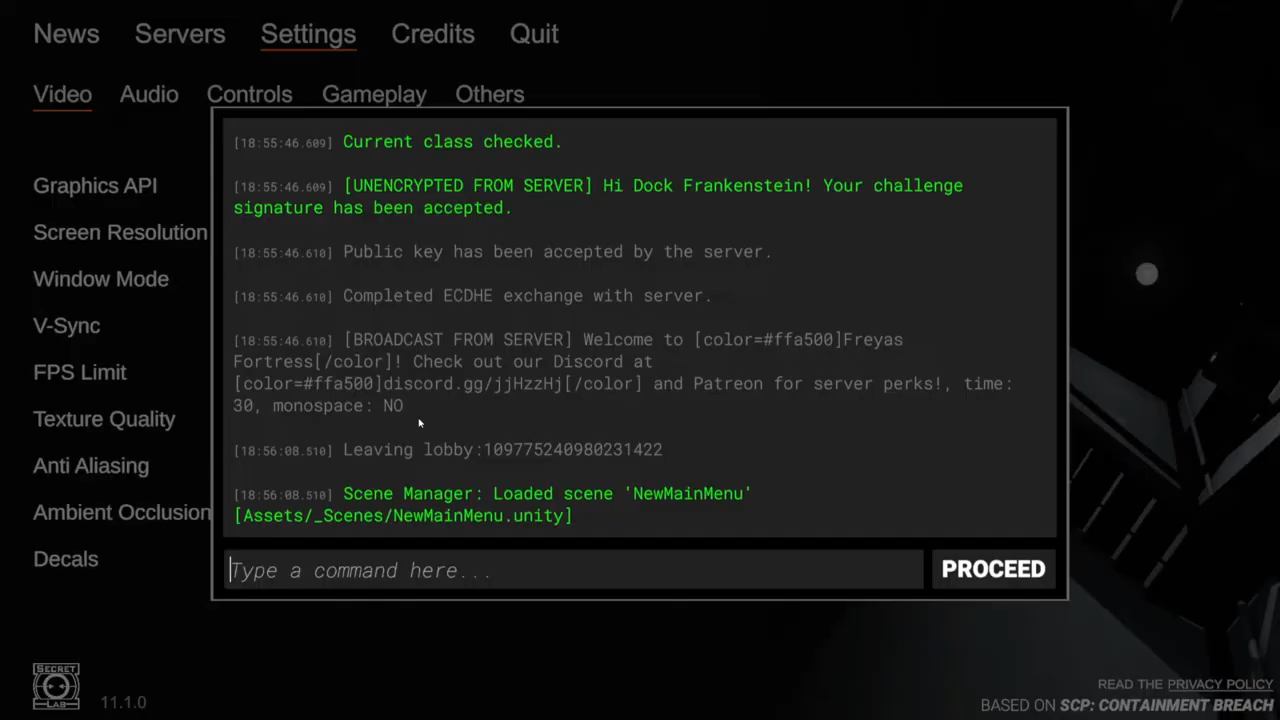 News Servers Settings Credits Quit
Video Audio Controls Gameplay Others
Graphics API
Screen Resolution
Window Mode
V-Sync
FPS Limit
Texture Quality
Anti Aliasing
Ambient Occlusion
Decals
[18:55:46.609] Current class checked.
[18:55:46.609] [UNENCRYPTED FROM SERVER] Hi Dock Frankenstein! Your challenge
signature has been accepted.
[18:55:46.610] Public key has been accepted by the server.
[18:55:46.610] Completed ECDHE exchange with server.
[18:55:46.610] [BROADCAST FROM SERVER] Welcome to [color=#ffa500]Freyas
Fortress[/color]! Check out our Discord at
[color=#ffa500]discord.gg/jjHzzHj[/color] and Patreon for server perks!, time:
30, monospace: NO
[18:56:08.510] Leaving lobby:109775240980231422
[18:56:08.510] Scene Manager: Loaded scene 'NewMainMenu'
[Assets/_Scenes/NewMainMenu.unity]
Type a command here...
PROCEED
SECRET
LAB
11.1.0
READ THE PRIVACY POLICY
BASED ON SCP: CONTAINMENT BREACH